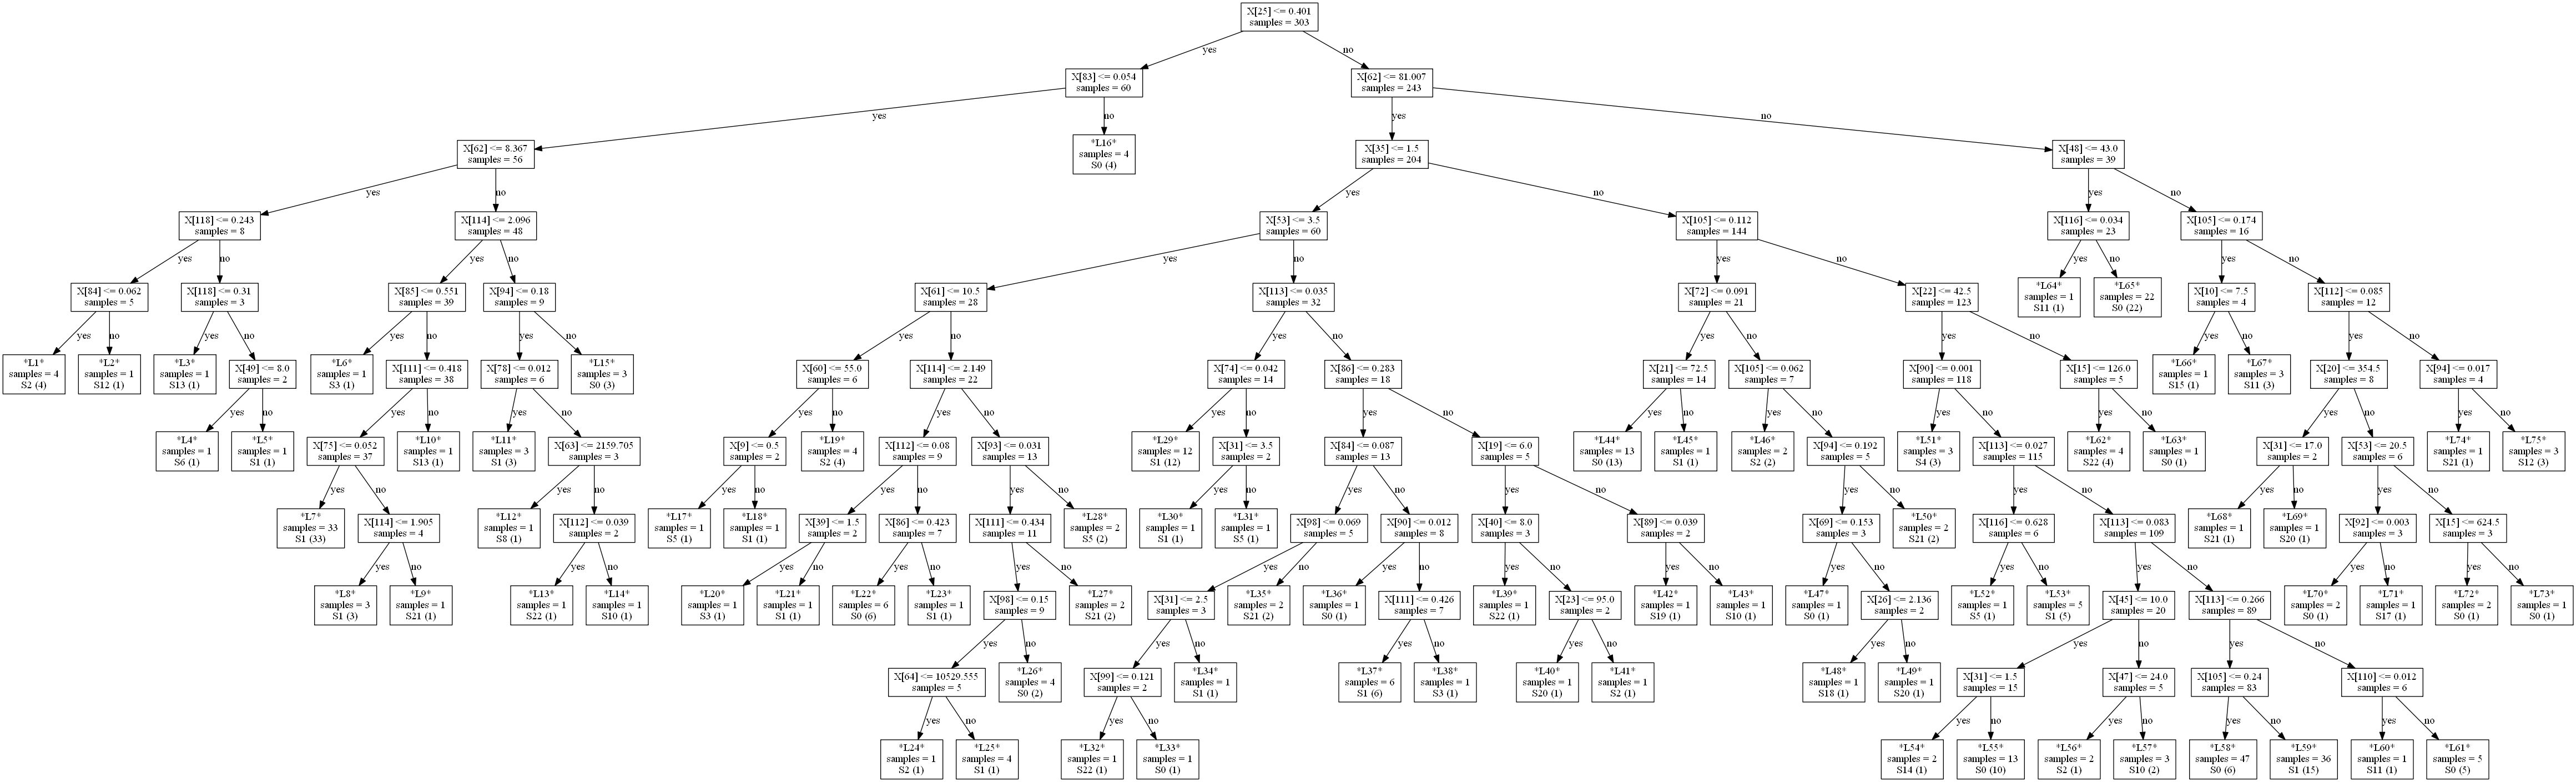 X[25] <= 0.401
samples = 303
yes
no
X[83] <= 0.054
samples = 60
X[62] <= 81.007
samples = 243
yes
no
yes
no
X[62] <= 8.367
samples = 56
*L16*
samples = 4
S0 (4)
X[35] <= 1.5
samples = 204
X[48] <= 43.0
samples = 39
yes
no
yes
no
yes
no
X[118] <= 0.243
samples = 8
X[114] <= 2.096
samples = 48
X[53] <= 3.5
samples = 60
X[105] <= 0.112
samples = 144
X[116] <= 0.034
samples = 23
X[105] <= 0.174
samples = 16
yes
no
yes
no
yes
no
yes
no
yes
no
yes
no
X[84] <= 0.062
samples = 5
X[118] <= 0.31
samples = 3
X[85] <= 0.551
samples = 39
X[94] <= 0.18
samples = 9
X[61] <= 10.5
samples = 28
X[113] <= 0.035
samples = 32
X[72] <= 0.091
samples = 21
X[22] <= 42.5
samples = 123
*L64*
samples = 1
S11 (1)
*L65*
samples = 22
S0 (22)
X[10] <= 7.5
samples = 4
X[112] <= 0.085
samples = 12
yes
no
yes
no
yes
no
yes
no
yes
no
yes
no
yes
no
yes
no
yes
no
yes
no
*L1*
samples = 4
S2 (4)
*L2*
samples = 1
S12 (1)
*L3*
samples = 1
S13 (1)
X[49] <= 8.0
samples = 2
*L6*
samples = 1
S3 (1)
X[111] <= 0.418
samples = 38
X[78] <= 0.012
samples = 6
*L15*
samples = 3
S0 (3)
X[60] <= 55.0
samples = 6
X[114] <= 2.149
samples = 22
X[74] <= 0.042
samples = 14
X[86] <= 0.283
samples = 18
X[21] <= 72.5
samples = 14
X[105] <= 0.062
samples = 7
X[90] <= 0.001
samples = 118
X[15] <= 126.0
samples = 5
*L66*
samples = 1
S15 (1)
*L67*
samples = 3
S11 (3)
X[20] <= 354.5
samples = 8
X[94] <= 0.017
samples = 4
yes
no
yes
no
yes
no
yes
no
yes
no
yes
no
yes
no
yes
no
yes
no
yes
no
yes
no
yes
no
yes
no
*L4*
samples = 1
S6 (1)
*L5*
samples = 1
S1 (1)
X[75] <= 0.052
samples = 37
*L10*
samples = 1
S13 (1)
*L11*
samples = 3
S1 (3)
X[63] <= 2159.705
samples = 3
X[9] <= 0.5
samples = 2
*L19*
samples = 4
S2 (4)
X[112] <= 0.08
samples = 9
X[93] <= 0.031
samples = 13
*L29*
samples = 12
S1 (12)
X[31] <= 3.5
samples = 2
X[84] <= 0.087
samples = 13
X[19] <= 6.0
samples = 5
*L44*
samples = 13
S0 (13)
*L45*
samples = 1
S1 (1)
*L46*
samples = 2
S2 (2)
X[94] <= 0.192
samples = 5
*L51*
samples = 3
S4 (3)
X[113] <= 0.027
samples = 115
*L62*
samples = 4
S22 (4)
*L63*
samples = 1
S0 (1)
X[31] <= 17.0
samples = 2
X[53] <= 20.5
samples = 6
*L74*
samples = 1
S21 (1)
*L75*
samples = 3
S12 (3)
yes
no
yes
no
yes
no
yes
no
yes
no
yes
no
yes
no
yes
no
yes
no
yes
no
yes
no
yes
no
*L7*
samples = 33
S1 (33)
X[114] <= 1.905
samples = 4
*L12*
samples = 1
S8 (1)
X[112] <= 0.039
samples = 2
*L17*
samples = 1
S5 (1)
*L18*
samples = 1
S1 (1)
X[39] <= 1.5
samples = 2
X[86] <= 0.423
samples = 7
X[111] <= 0.434
samples = 11
*L28*
samples = 2
S5 (2)
*L30*
samples = 1
S1 (1)
*L31*
samples = 1
S5 (1)
X[98] <= 0.069
samples = 5
X[90] <= 0.012
samples = 8
X[40] <= 8.0
samples = 3
X[89] <= 0.039
samples = 2
X[69] <= 0.153
samples = 3
*L50*
samples = 2
S21 (2)
X[116] <= 0.628
samples = 6
X[113] <= 0.083
samples = 109
*L68*
samples = 1
S21 (1)
*L69*
samples = 1
S20 (1)
X[92] <= 0.003
samples = 3
X[15] <= 624.5
samples = 3
yes
no
yes
no
yes
no
yes
no
yes
no
yes
no
yes
no
yes
no
yes
no
yes
no
yes
no
yes
no
yes
no
yes
no
*L8*
samples = 3
S1 (3)
*L9*
samples = 1
S21 (1)
*L13*
samples = 1
S22 (1)
*L14*
samples = 1
S10 (1)
*L20*
samples = 1
S3 (1)
*L21*
samples = 1
S1 (1)
*L22*
samples = 6
S0 (6)
*L23*
samples = 1
S1 (1)
X[98] <= 0.15
samples = 9
*L27*
samples = 2
S21 (2)
X[31] <= 2.5
samples = 3
*L35*
samples = 2
S21 (2)
*L36*
samples = 1
S0 (1)
X[111] <= 0.426
samples = 7
*L39*
samples = 1
S22 (1)
X[23] <= 95.0
samples = 2
*L42*
samples = 1
S19 (1)
*L43*
samples = 1
S10 (1)
*L47*
samples = 1
S0 (1)
X[26] <= 2.136
samples = 2
*L52*
samples = 1
S5 (1)
*L53*
samples = 5
S1 (5)
X[45] <= 10.0
samples = 20
X[113] <= 0.266
samples = 89
*L70*
samples = 2
S0 (1)
*L71*
samples = 1
S17 (1)
*L72*
samples = 2
S0 (1)
*L73*
samples = 1
S0 (1)
yes
no
yes
no
yes
no
yes
no
yes
no
yes
no
yes
no
X[64] <= 10529.555
samples = 5
*L26*
samples = 4
S0 (2)
X[99] <= 0.121
samples = 2
*L34*
samples = 1
S1 (1)
*L37*
samples = 6
S1 (6)
*L38*
samples = 1
S3 (1)
*L40*
samples = 1
S20 (1)
*L41*
samples = 1
S2 (1)
*L48*
samples = 1
S18 (1)
*L49*
samples = 1
S20 (1)
X[31] <= 1.5
samples = 15
X[47] <= 24.0
samples = 5
X[105] <= 0.24
samples = 83
X[110] <= 0.012
samples = 6
yes
no
yes
no
yes
no
yes
no
yes
no
yes
no
*L24*
samples = 1
S2 (1)
*L25*
samples = 4
S1 (1)
*L32*
samples = 1
S22 (1)
*L33*
samples = 1
S0 (1)
*L54*
samples = 2
S14 (1)
*L55*
samples = 13
S0 (10)
*L56*
samples = 2
S2 (1)
*L57*
samples = 3
S10 (2)
*L58*
samples = 47
S0 (6)
*L59*
samples = 36
S1 (15)
*L60*
samples = 1
S11 (1)
*L61*
samples = 5
S0 (5)